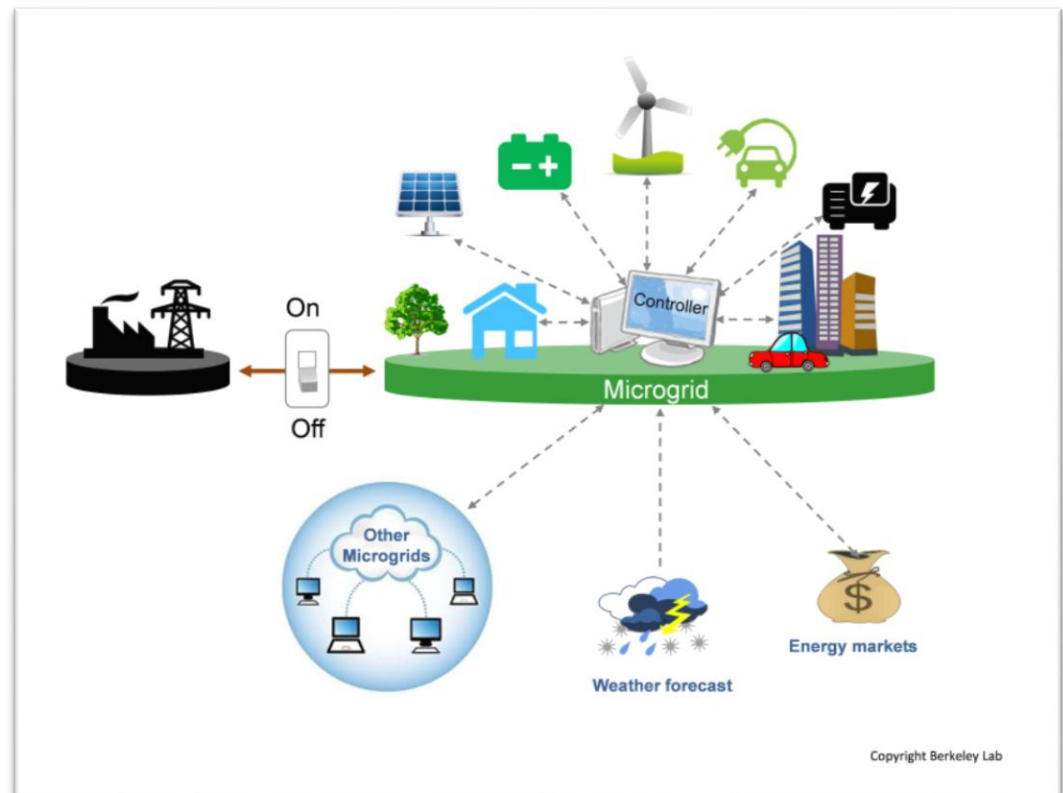 On
Off
Controller
Microgrid
Other
Microgrids
$
Weather forecast
Energy markets
Copyright Berkeley Lab